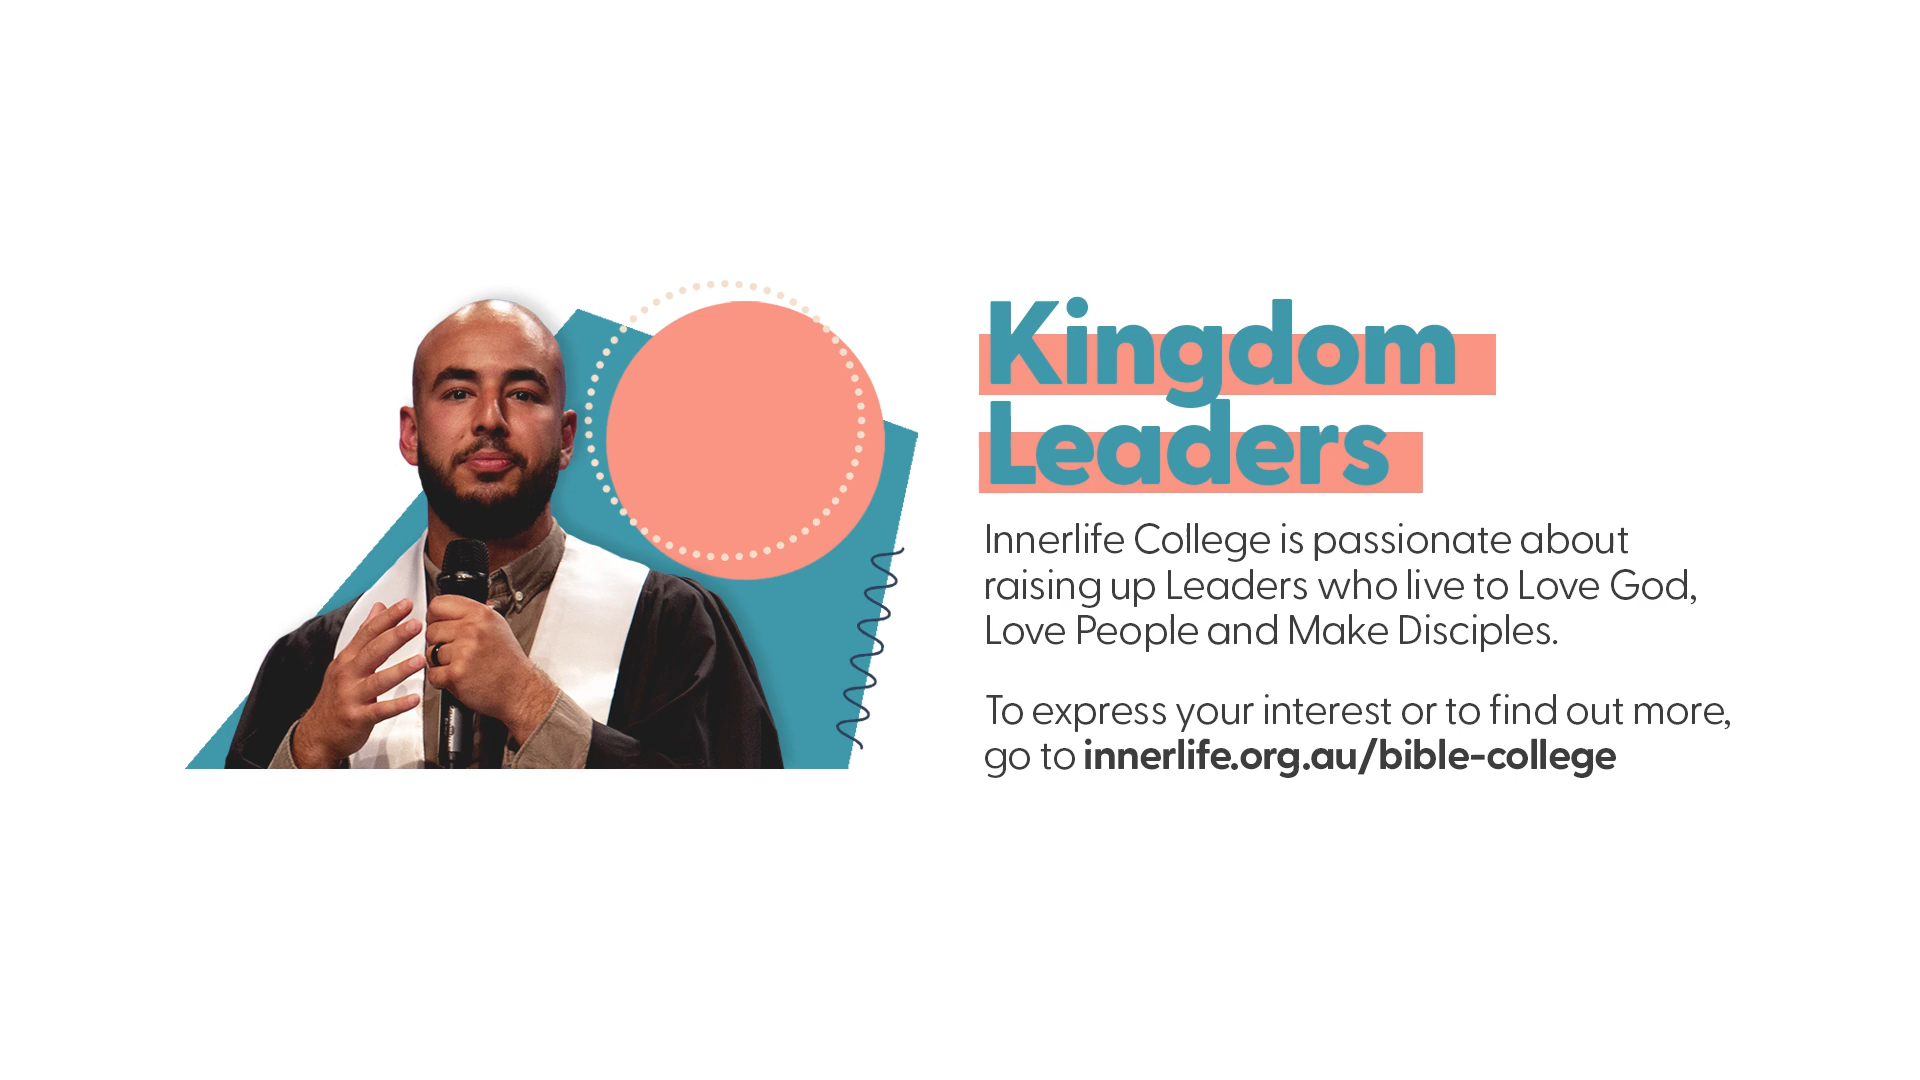 Kingdom
Leaders
Innerlife College is passionate about
raising up Leaders who live to Love God,
Love People and Make Disciples.
To express your interest or to find out more,
go to innerlife.org.au/bible-college